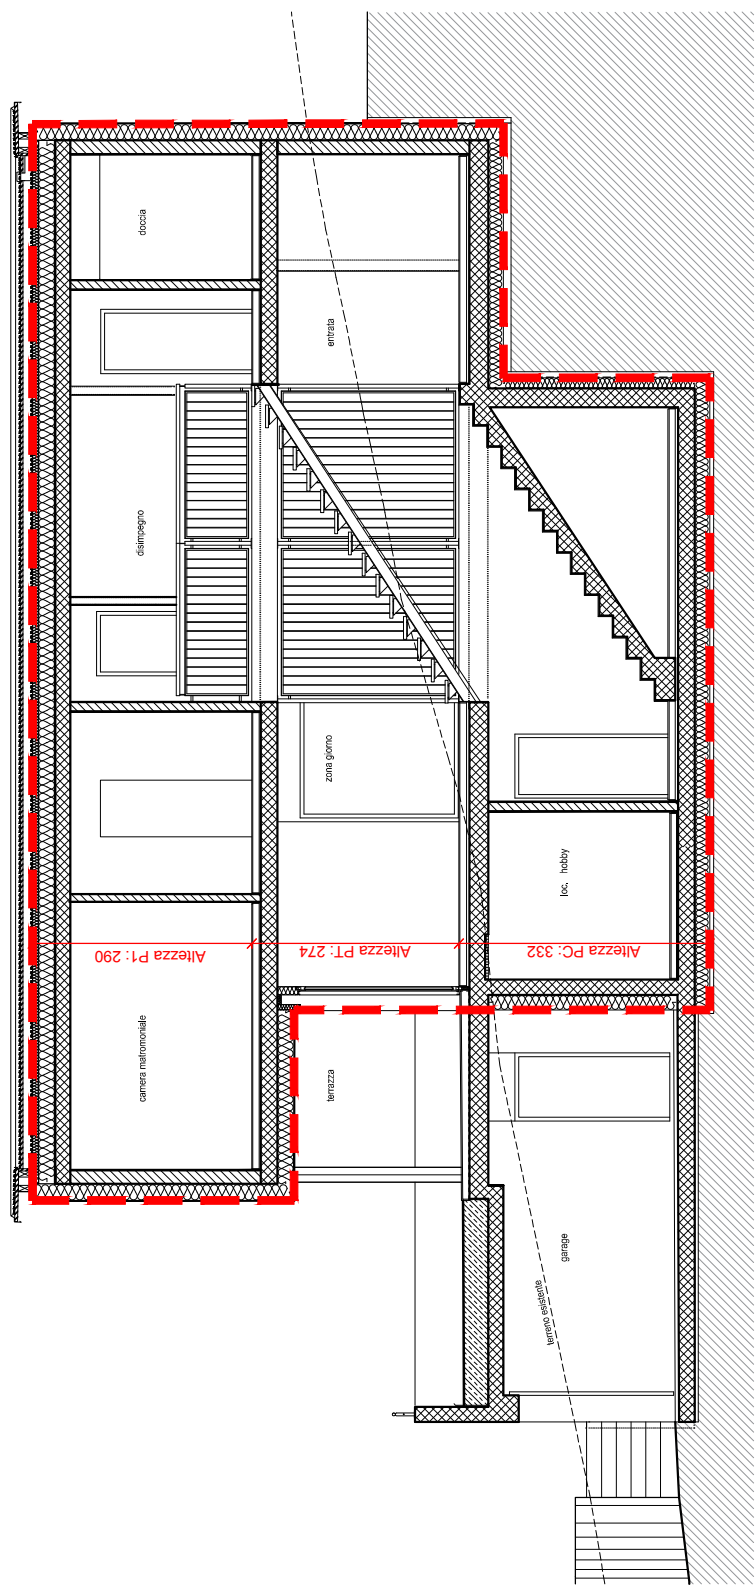 doccia
disimpegno
camera matromoniale
entrata
zona giorno
terrazza
loc. hobby
garage
terreno esistente
Altezza P1: 290
Altezza PT: 274
Altezza PC: 332